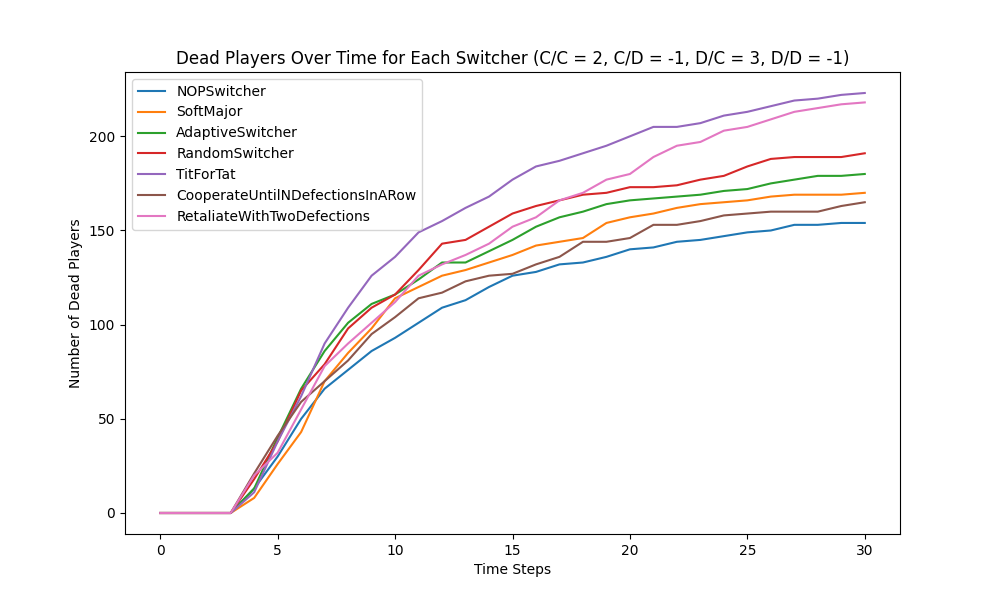 Dead Players Over Time for Each Switcher (C/C = 2, C/D = -1, D/C = 3, D/D = -1)
NOPSwitcher
SoftMajor
AdaptiveSwitcher
RandomSwitcher
TitForTat
CooperateUntilNDefectionsInARow
RetaliateWithTwoDefections
Number of Dead Players
200
150
100
50
0
0 5 10 15 20 25 30
Time Steps